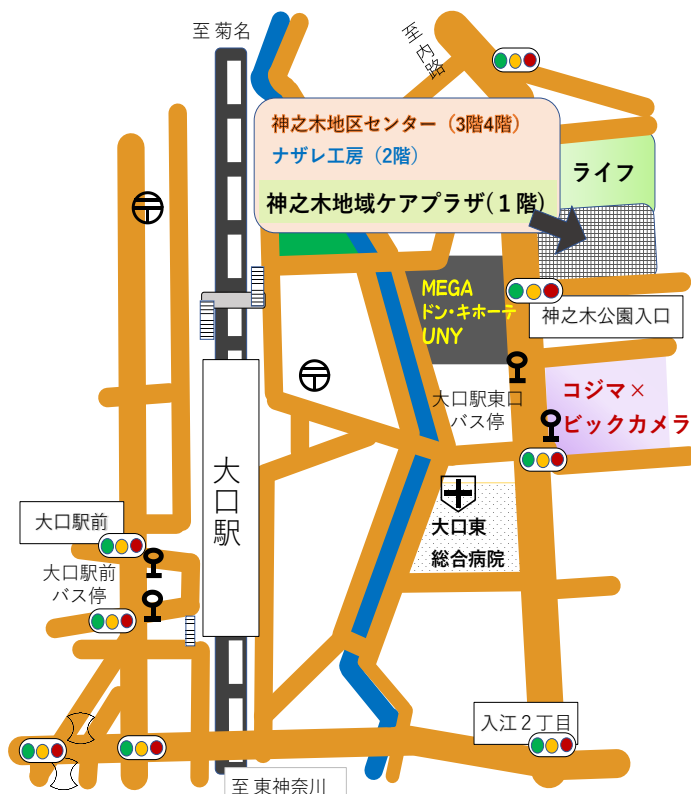 至 菊名
至 内路
神之木地区センター（3階4階）
ナザレ工房（2階）
神之木地域ケアプラザ(１階)
ライフ
MEGA
ドン・キホーテ
UNY
神之木公園入口
大口駅東口
バス停
コジマ×
ビックカメラ
大口駅
大口東
総合病院
大口駅前
大口駅前
バス停
入江２丁目
至 東神奈川